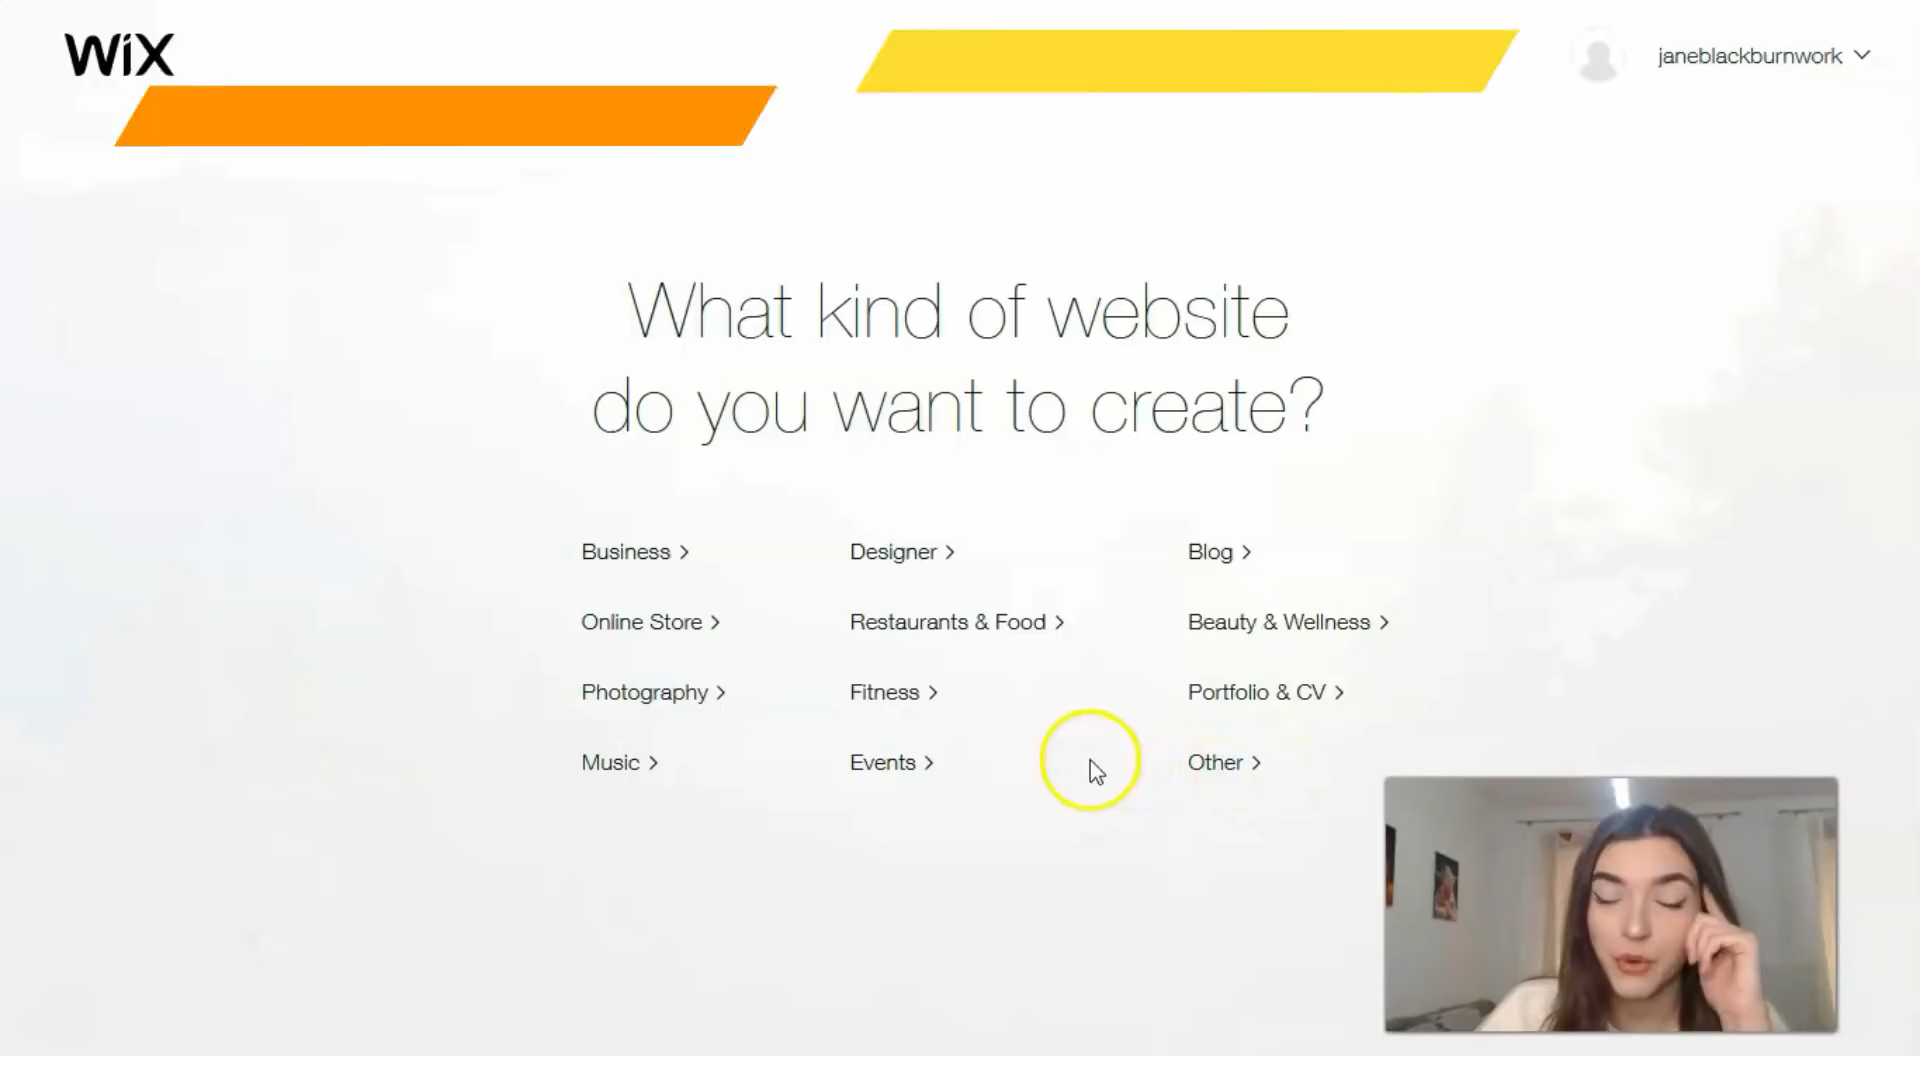 WiX
janeblackburnwork
What kind of website
do you want to create?
Business >
Designer >
Blog >
Online Store >
Restaurants & Food >
Beauty & Wellness >
Photography >
Fitness >
Portfolio & CV >
Music >
Events >
Other >